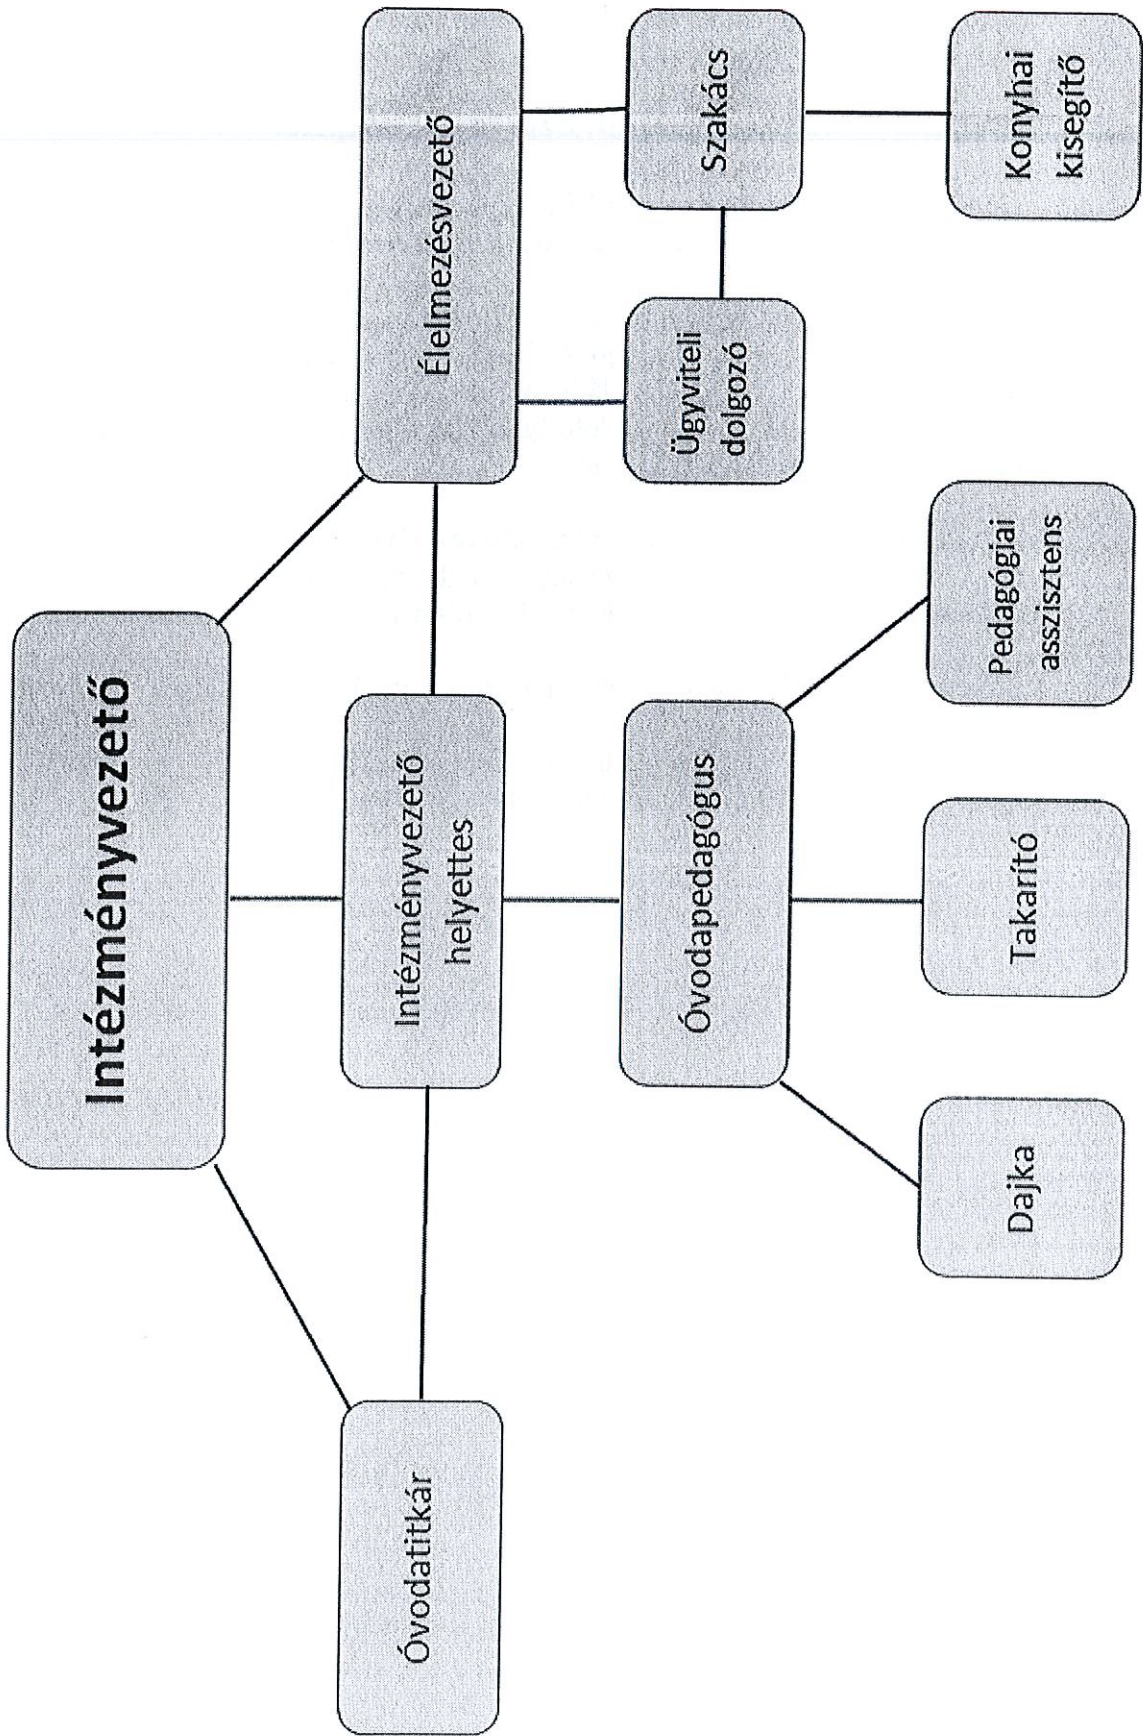 Intézményvezető
Óvodatitkár
Intézményvezető
helyettes
Élelmezésvezető
Óvodapedagógus
Ügyviteli
dolgozó
Szakács
Dajka
Takarító
Pedagógiai
asszisztens
Konyhai
kisegítő